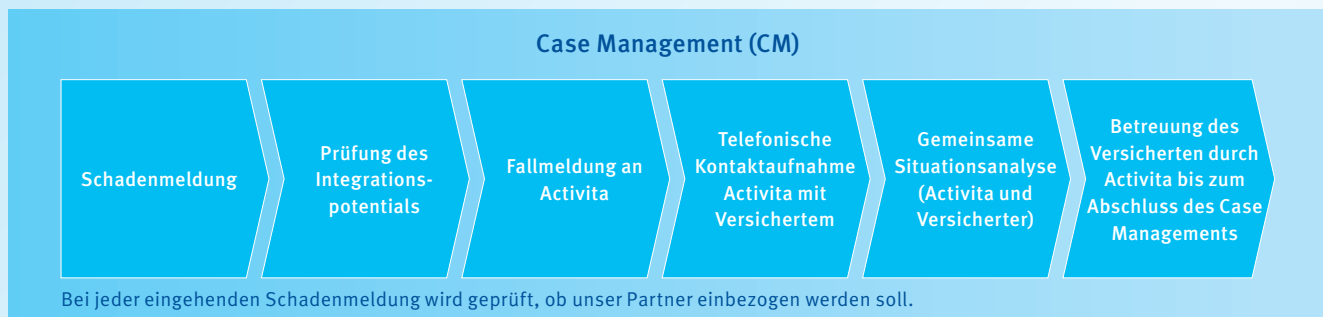 Case Management (CM)
Schadenmeldung
Prüfung des
Integrations-
potentials
Fallmeldung an
Activita
Telefonische
Kontaktaufnahme
Activita mit
Versichertem
Gemeinsame
Situationsanalyse
(Activita und
Versicherter)
Betreuung des
Versicherten durch
Activita bis zum
Abschluss des Case
Managements
Bei jeder eingehenden Schadenmeldung wird geprüft, ob unser Partner einbezogen werden soll.